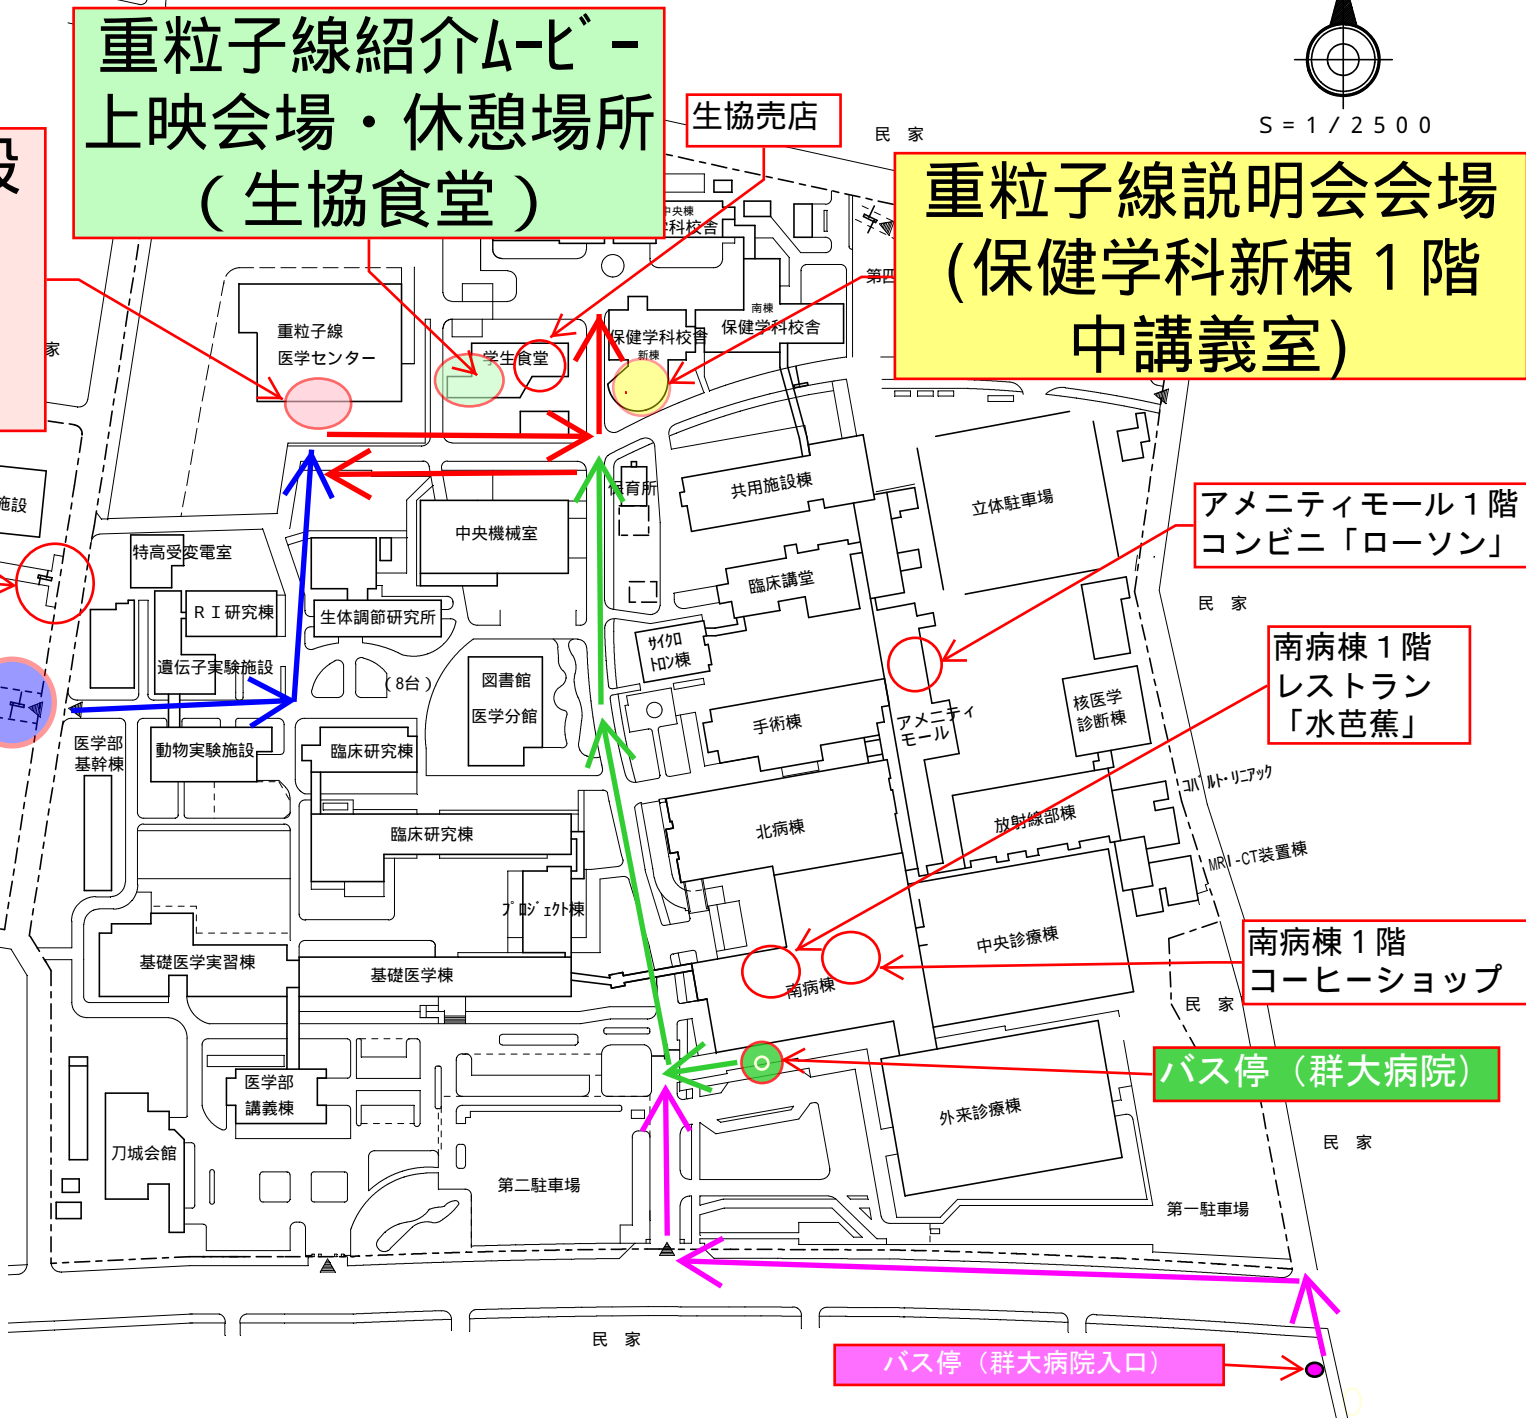 重粒子線紹介ﾑｰﾋﾞｰ
上映会場・休憩場所
（生協食堂）
生協売店
民　家
S＝1／2500
設
重粒子線説明会会場
(保健学科新棟１階
中講義室)
中央棟
科校舎
第四
家
重粒子線
医学センター
学生食堂
保健学科校舎
新棟
南棟
保健学科校舎
施設
特高受変電室
ＲＩ研究棟
遺伝子実験施設
中央機械室
生体調節研究所
保育所
共用施設棟
立体駐車場
アメニティモール１階
コンビニ「ローソン」
臨床講堂
ｻｲｸﾛ
ﾄﾛﾝ棟
民　家
南病棟１階
レストラン
「水芭蕉」
（8台）
図書館
医学分館
手術棟
アメニティ
モール
核医学
診断棟
医学部
基幹棟
動物実験施設
臨床研究棟
臨床研究棟
北病棟
放射線部棟
ｺﾊﾞﾙﾄ･ﾘﾆｱｯｸ
MRI-CT装置棟
ﾌﾟﾛｼﾞｪｸﾄ棟
基礎医学実習棟
基礎医学棟
南病棟
中央診療棟
南病棟１階
コーヒーショップ
民　家
バス停（群大病院）
医学部
講義棟
外来診療棟
刀城会館
民　家
第二駐車場
第一駐車場
民　家
バス停（群大病院入口）